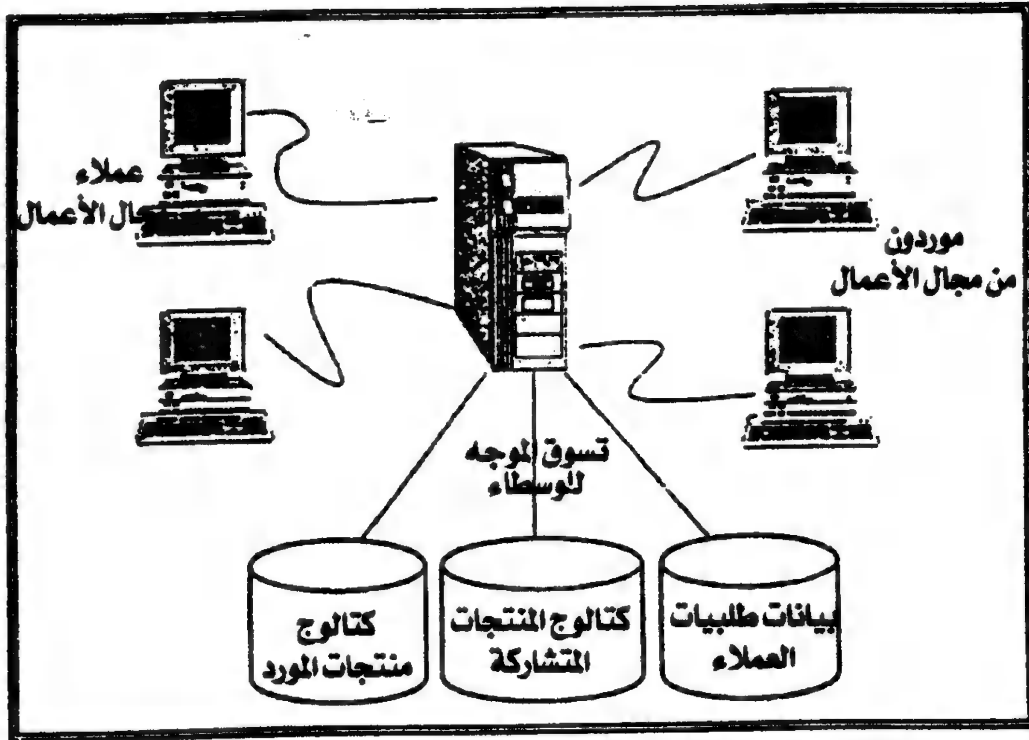 عملاء
مجال الأعمال
موردون
من مجال الأعمال
تسوق الموجه
للوسطاء
كتالوج
منتجات المورد
كتالوج المنتجات
المتشاركة
بيانات طلبيات
العملاء